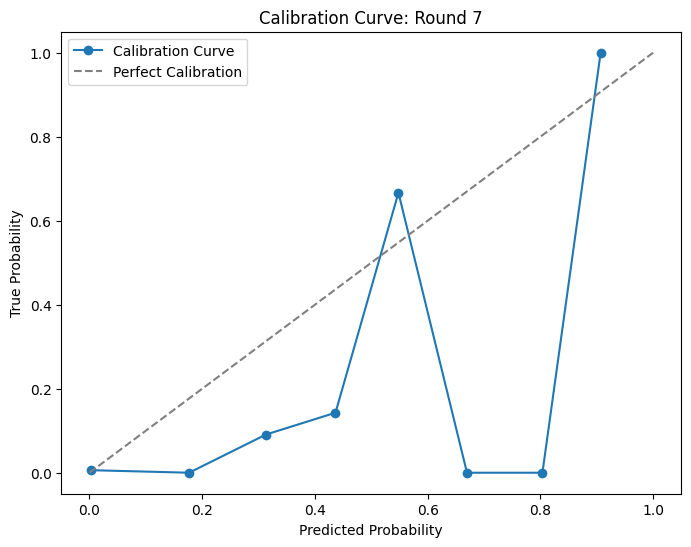 Calibration Curve: Round 7
Calibration Curve
Perfect Calibration
True Probability
1.0
0.8
0.6
0.4
0.2
0.0
0.0 0.2 0.4 0.6 0.8 1.0
Predicted Probability